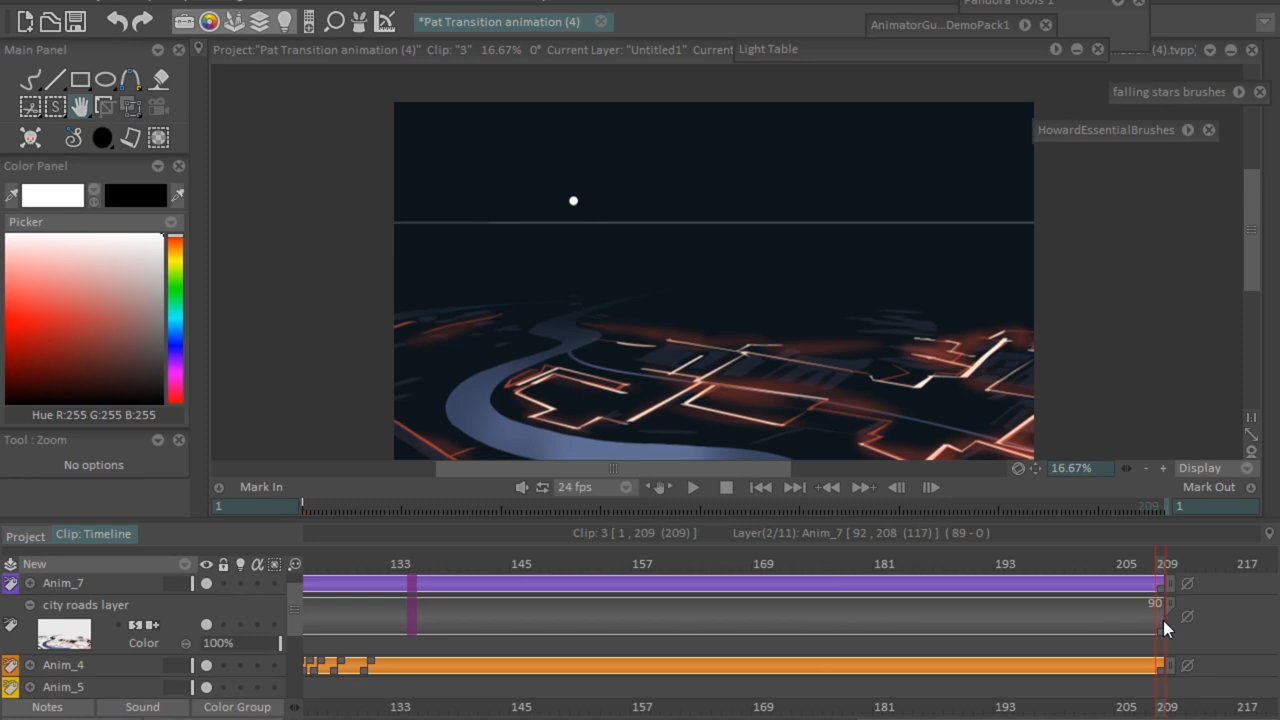 Pandora Tools 1
*Pat Transition animation (4)
AnimatorGu...DemoPack1
Main Panel
Project:"Pat Transition animation (4)" Clip: "3" 16.67% 0° Current Layer: "Untitled1" Current
Light Table
(4).tvpp
falling stars brushes
HowardEssentialBrushes
Color Panel
Picker
Hue R:255 G:255 B:255
Tool : Zoom
No options
16.67%
Display
Mark In
24 fps
Mark Out
1
209
1
Project
Clip: Timeline
Clip: 3 [ 1 , 209 (209) ]
Layer(2/11): Anim_7 [ 92 , 208 (117) ] ( 89 - 0 )
New
133 145 157 169 181 193 205 209 217
Anim_7
city roads layer
90
Color
100%
Anim_4
Anim_5
Notes
Sound
Color Group
133 145 157 169 181 193 205 209 217